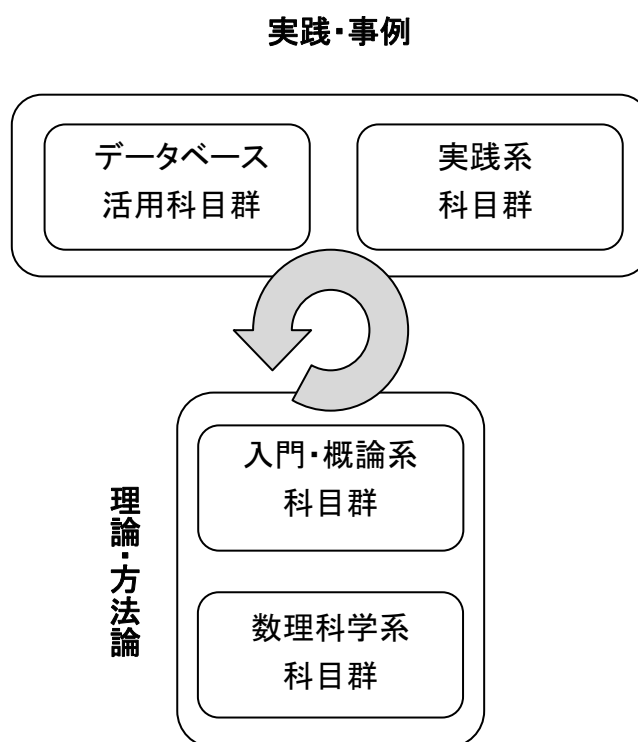 実践・事例
データベース
活用科目群
実践系
科目群
入門・概論系
科目群
理論・方法論
数理科学系
科目群